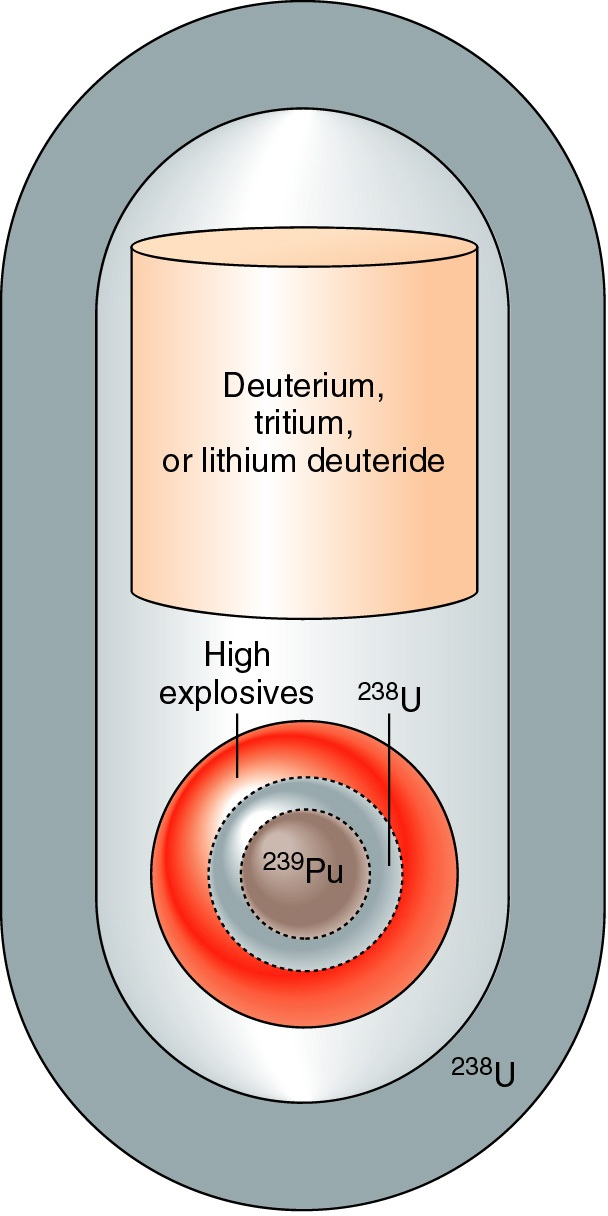 Deuterium,
tritium,
or lithium deuteride
High
explosives
²³⁸U
²³⁹Pu
²³⁸U